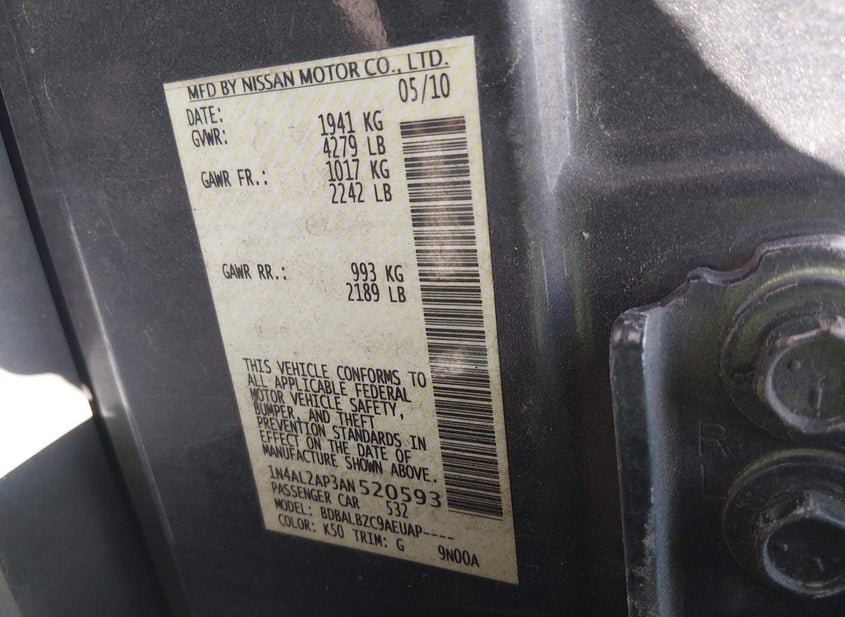 MFD BY NISSAN MOTOR CO., LTD.
DATE: 05/10
GVWR: 1941 KG
4279 LB
GAWR FR.: 1017 KG
2242 LB
GAWR RR.: 993 KG
2189 LB
THIS VEHICLE CONFORMS TO
ALL APPLICABLE FEDERAL
MOTOR VEHICLE SAFETY,
BUMPER, AND THEFT
PREVENTION STANDARDS IN
EFFECT ON THE DATE OF
MANUFACTURE SHOWN ABOVE.
1N4AL2AP3AN520593
PASSENGER CAR 532
MODEL: BDBALBZC9AEUAP----
COLOR: K50 TRIM: G 9N00A
R
L